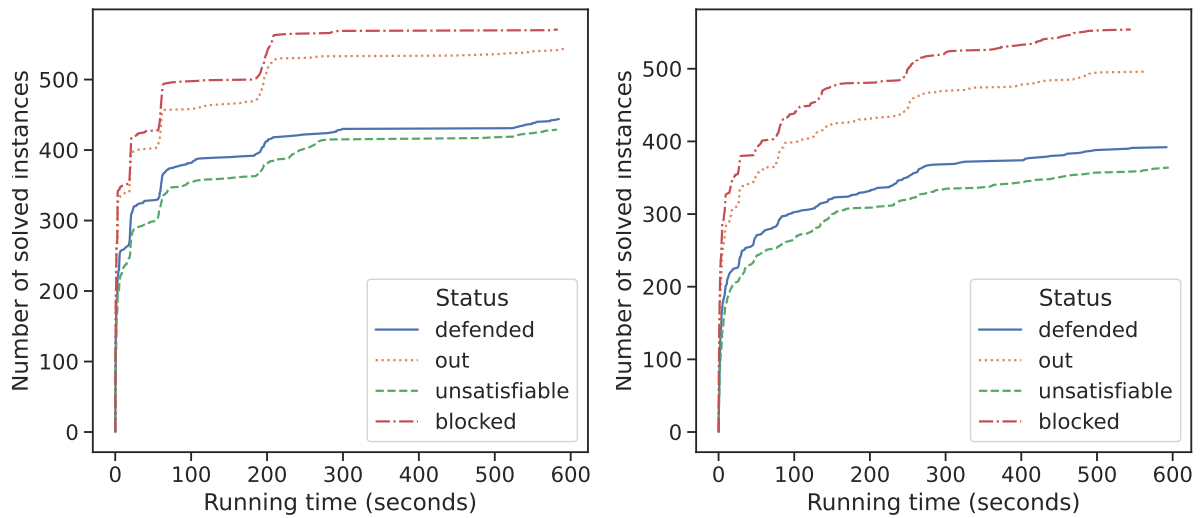 Number of solved instances
500
400
300
200
100
0
0 100 200 300 400 500 600
Running time (seconds)
Status
defended
out
unsatisfiable
blocked
Number of solved instances
500
400
300
200
100
0
0 100 200 300 400 500 600
Running time (seconds)
Status
defended
out
unsatisfiable
blocked